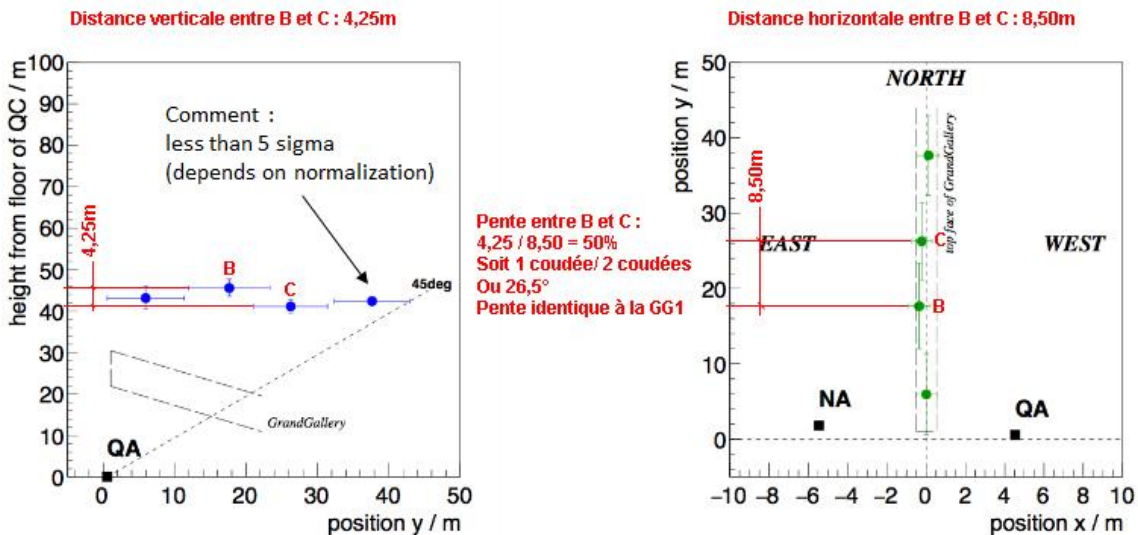 Distance verticale entre B et C : 4,25m
height from floor of QC / m
100
90
80
70
60
50
40
30
20
10
0
0
10
20
30
40
50
position y / m
Comment :
less than 5 sigma
(depends on normalization)
4,25m
B
C
45deg
GrandGallery
QA
Pente entre B et C :
4,25 / 8,50 = 50%
Soit 1 coudée/ 2 coudées
Ou 26,5°
Pente identique à la GG1
Distance horizontale entre B et C : 8,50m
position y / m
50
40
30
20
10
0
−10
−8
−6
−4
−2
0
2
4
6
8
10
position x / m
NORTH
top face of GrandGallery
8,50m
EAST
C
WEST
B
NA
QA